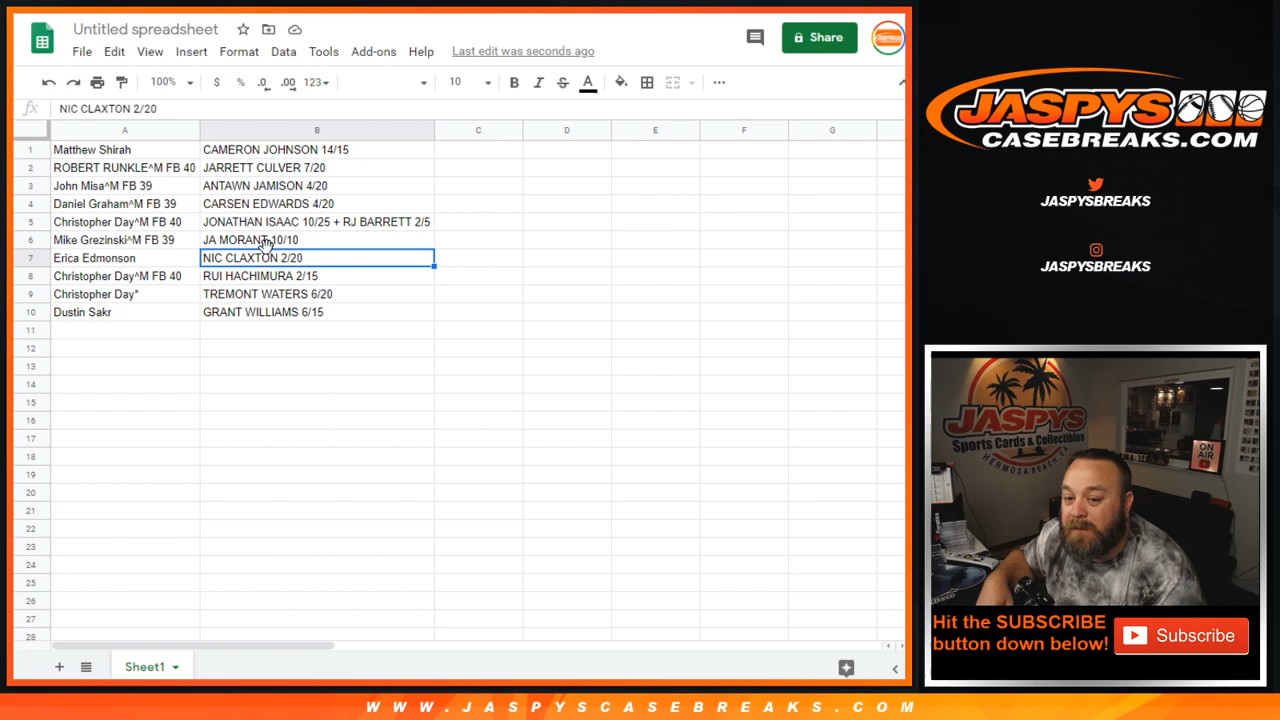 Untitled spreadsheet
File Edit View Insert Format Data Tools Add-ons Help Last edit was seconds ago
Share
100% $ % .0 .00 123 10 B I S A
fx NIC CLAXTON 2/20
A B C D E F G
1 Matthew Shirah CAMERON JOHNSON 14/15
2 ROBERT RUNKLE^M FB 40 JARRETT CULVER 7/20
3 John Misa^M FB 39 ANTAWN JAMISON 4/20
4 Daniel Graham^M FB 39 CARSEN EDWARDS 4/20
5 Christopher Day^M FB 40 JONATHAN ISAAC 10/25 + RJ BARRETT 2/5
6 Mike Grezinski^M FB 39 JA MORANT 10/10
7 Erica Edmonson NIC CLAXTON 2/20
8 Christopher Day^M FB 40 RUI HACHIMURA 2/15
9 Christopher Day* TREMONT WATERS 6/20
10 Dustin Sakr GRANT WILLIAMS 6/15
11
12
13
14
15
16
17
18
19
20
21
22
23
24
25
26
27
28
Sheet1
JASPYS
CASEBREAKS.COM
JASPYSBREAKS
JASPYSBREAKS
JASPYS
Sports Cards & Collectibles
HERMOSA BEACH, CA
ON
AIR
Hit the SUBSCRIBE
button down below!
Subscribe
WWW.JASPYSCASEBREAKS.COM